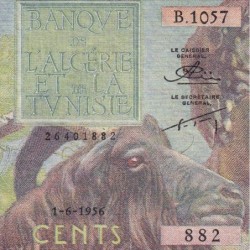 BANQUE
DE
L'ALGÉRIE
ET DE LA
TUNISIE
B.1057
LE CAISSIER
GÉNÉRAL,
LE SECRÉTAIRE
GÉNÉRAL,
26401882
CENTS
1-6-1956
882